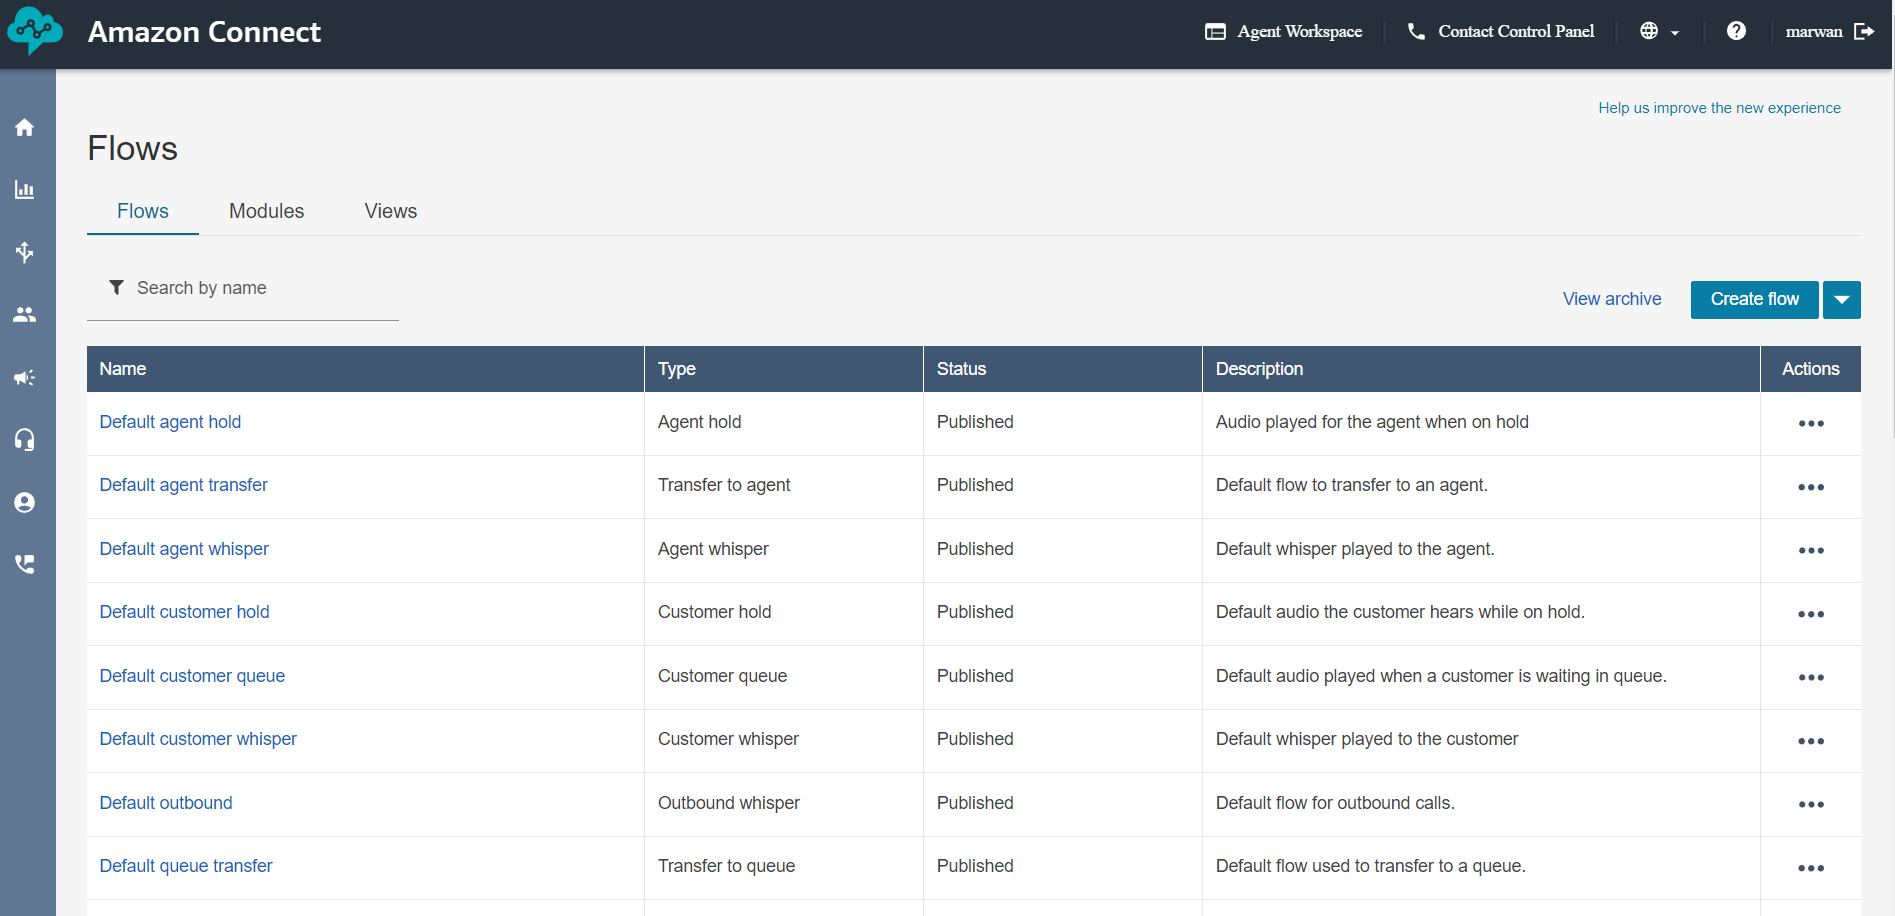 Amazon Connect
Agent Workspace
Contact Control Panel
marwan
Help us improve the new experience
Flows
Flows Modules Views
Search by name
View archive
Create flow
Name Type Status Description Actions
Default agent hold Agent hold Published Audio played for the agent when on hold
Default agent transfer Transfer to agent Published Default flow to transfer to an agent.
Default agent whisper Agent whisper Published Default whisper played to the agent.
Default customer hold Customer hold Published Default audio the customer hears while on hold.
Default customer queue Customer queue Published Default audio played when a customer is waiting in queue.
Default customer whisper Customer whisper Published Default whisper played to the customer
Default outbound Outbound whisper Published Default flow for outbound calls.
Default queue transfer Transfer to queue Published Default flow used to transfer to a queue.